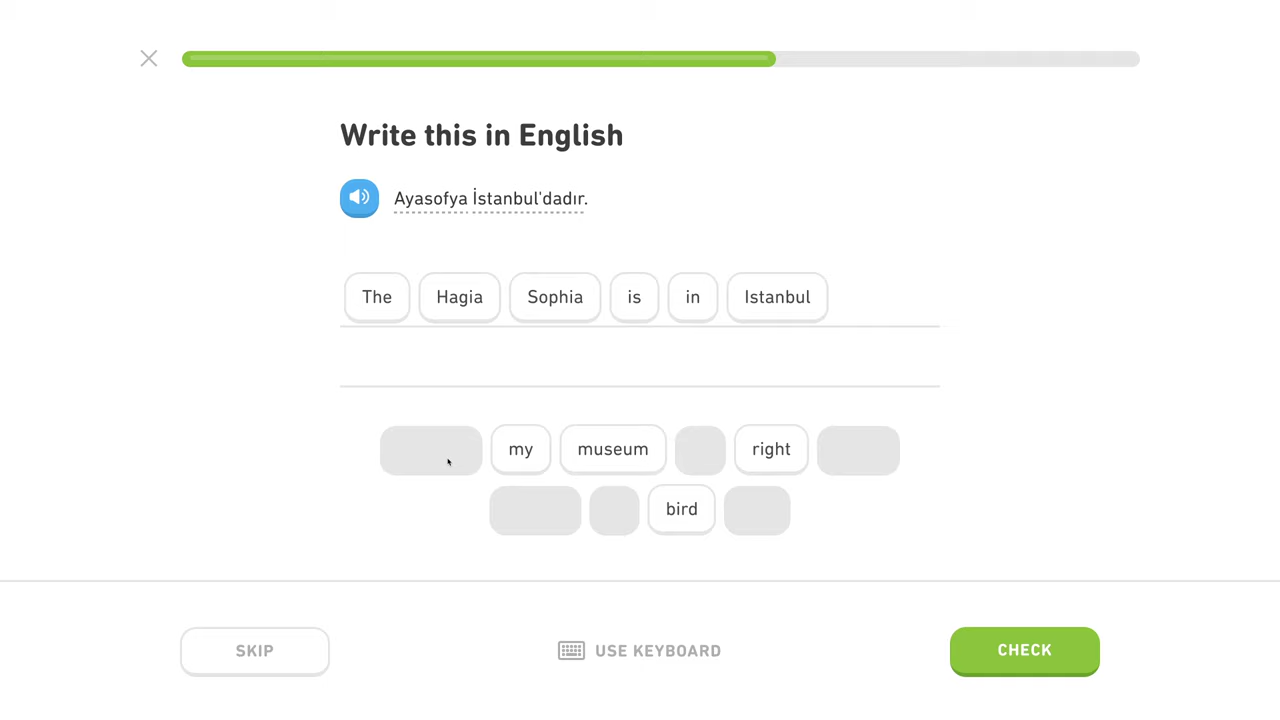 Write this in English
Ayasofya İstanbul'dadır.
The Hagia Sophia is in Istanbul
my museum right
bird
SKIP USE KEYBOARD CHECK